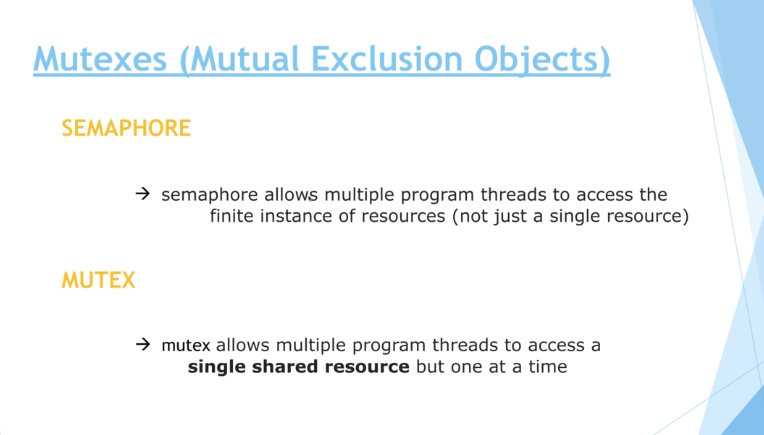 Mutexes (Mutual Exclusion Objects)
SEMAPHORE
→ semaphore allows multiple program threads to access the
finite instance of resources (not just a single resource)
MUTEX
→ mutex allows multiple program threads to access a
single shared resource but one at a time